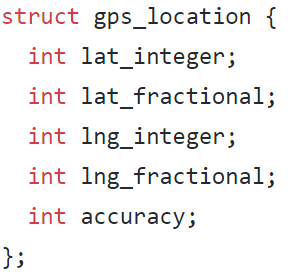 struct gps_location {
  int lat_integer;
  int lat_fractional;
  int lng_integer;
  int lng_fractional;
  int accuracy;
};